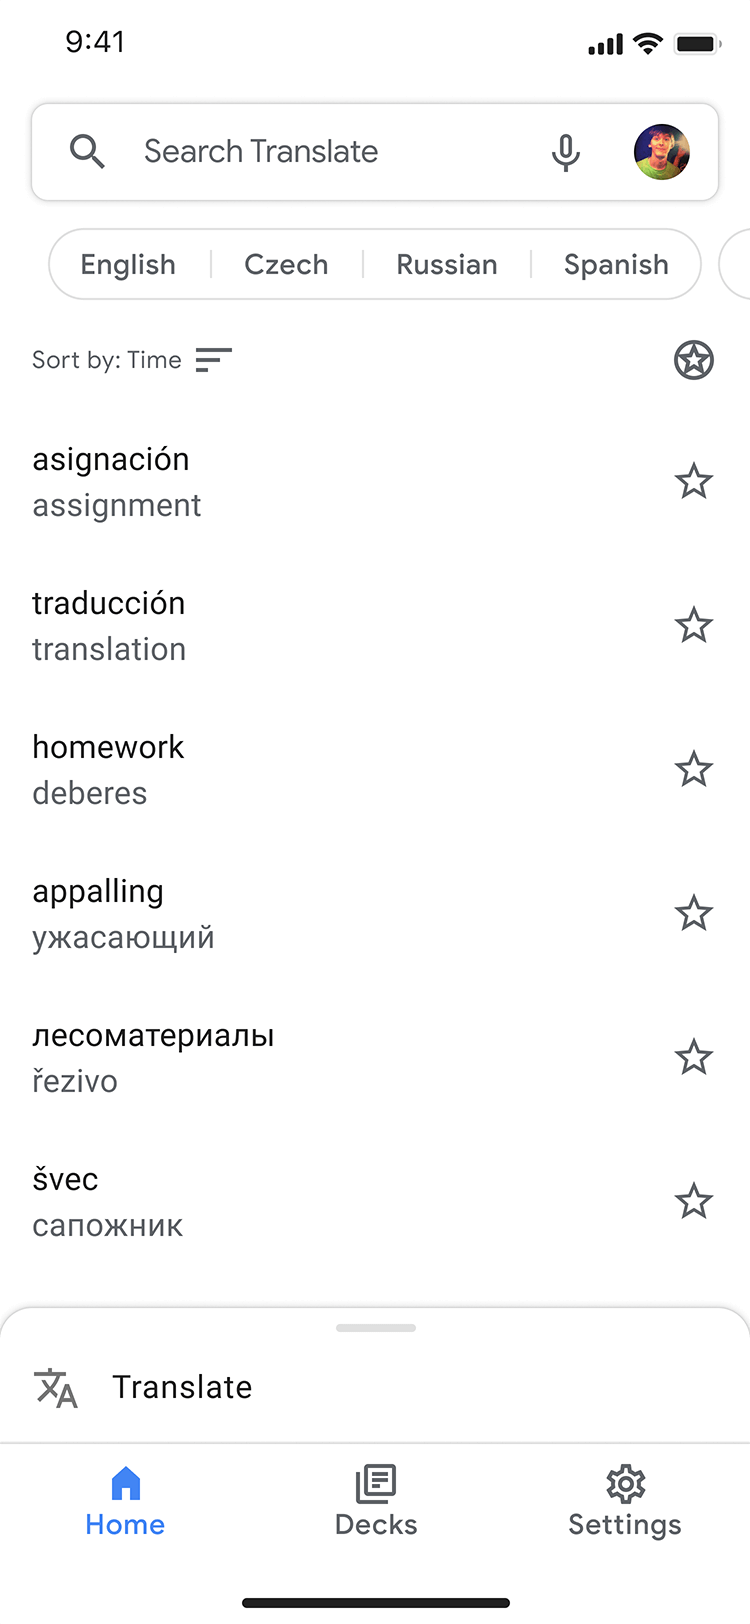 9:41
Search Translate
English Czech Russian Spanish
Sort by: Time
asignación
assignment
traducción
translation
homework
deberes
appalling
ужасающий
лесоматериалы
řezivo
švec
сапожник
Translate
Home Decks Settings